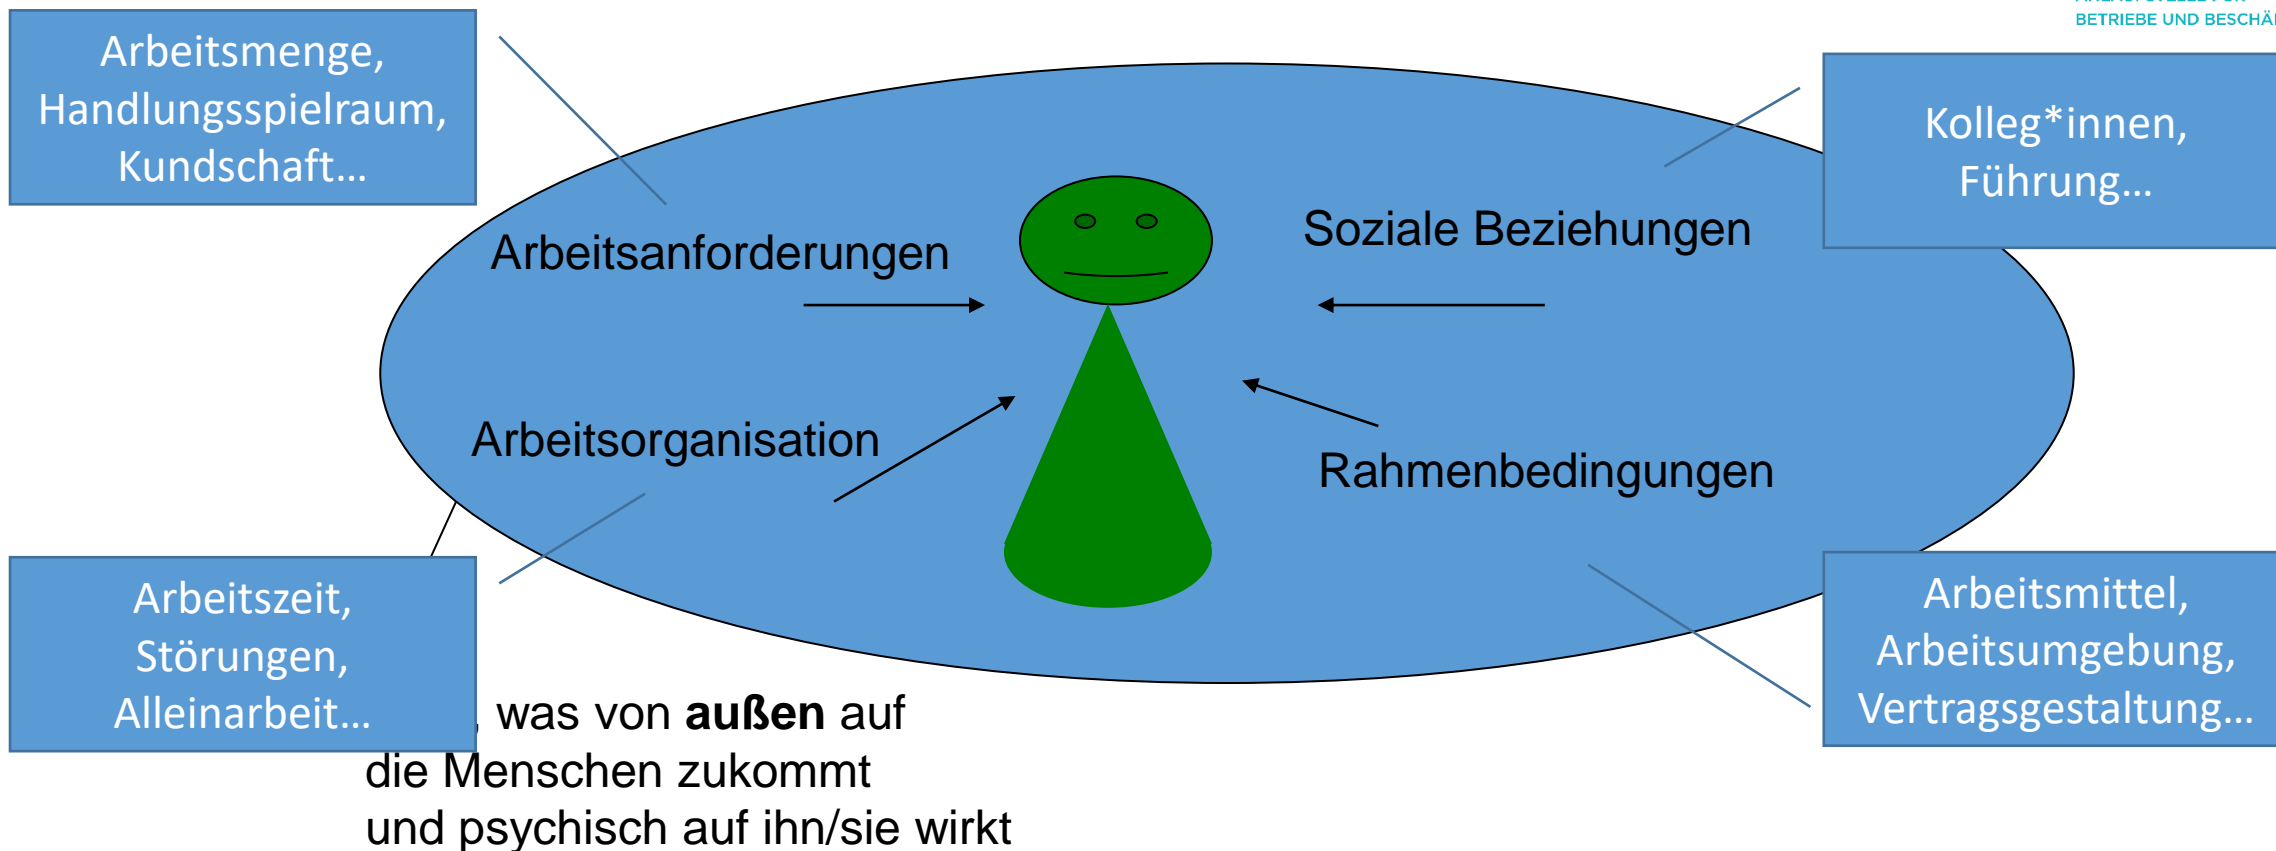 BETRIEBE UND BESCHÄ
Arbeitsmenge,
Handlungsspielraum,
Kundschaft…
Kolleg*innen,
Führung…
Arbeitsanforderungen
Soziale Beziehungen
Arbeitsorganisation
Rahmenbedingungen
Arbeitszeit,
Störungen,
Alleinarbeit…
Arbeitsmittel,
Arbeitsumgebung,
Vertragsgestaltung…
, was von außen auf
die Menschen zukommt
und psychisch auf ihn/sie wirkt